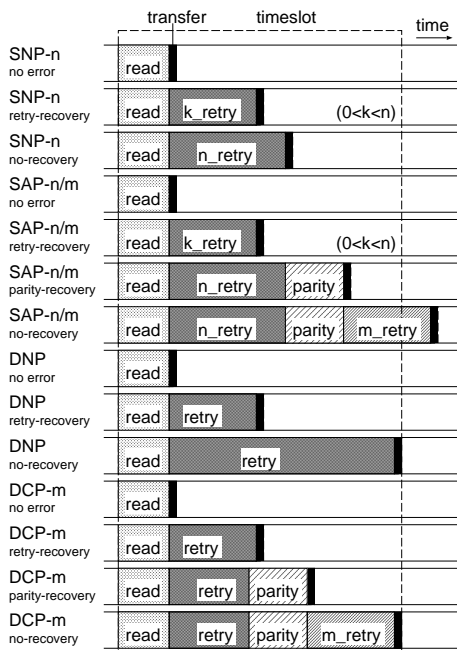 transfer timeslot time
SNP-n
no error
read
SNP-n
retry-recovery
read k_retry (0<k<n)
SNP-n
no-recovery
read n_retry
SAP-n/m
no error
read
SAP-n/m
retry-recovery
read k_retry (0<k<n)
SAP-n/m
parity-recovery
read n_retry parity
SAP-n/m
no-recovery
read n_retry parity m_retry
DNP
no error
read
DNP
retry-recovery
read retry
DNP
no-recovery
read retry
DCP-m
no error
read
DCP-m
retry-recovery
read retry
DCP-m
parity-recovery
read retry parity
DCP-m
no-recovery
read retry parity m_retry